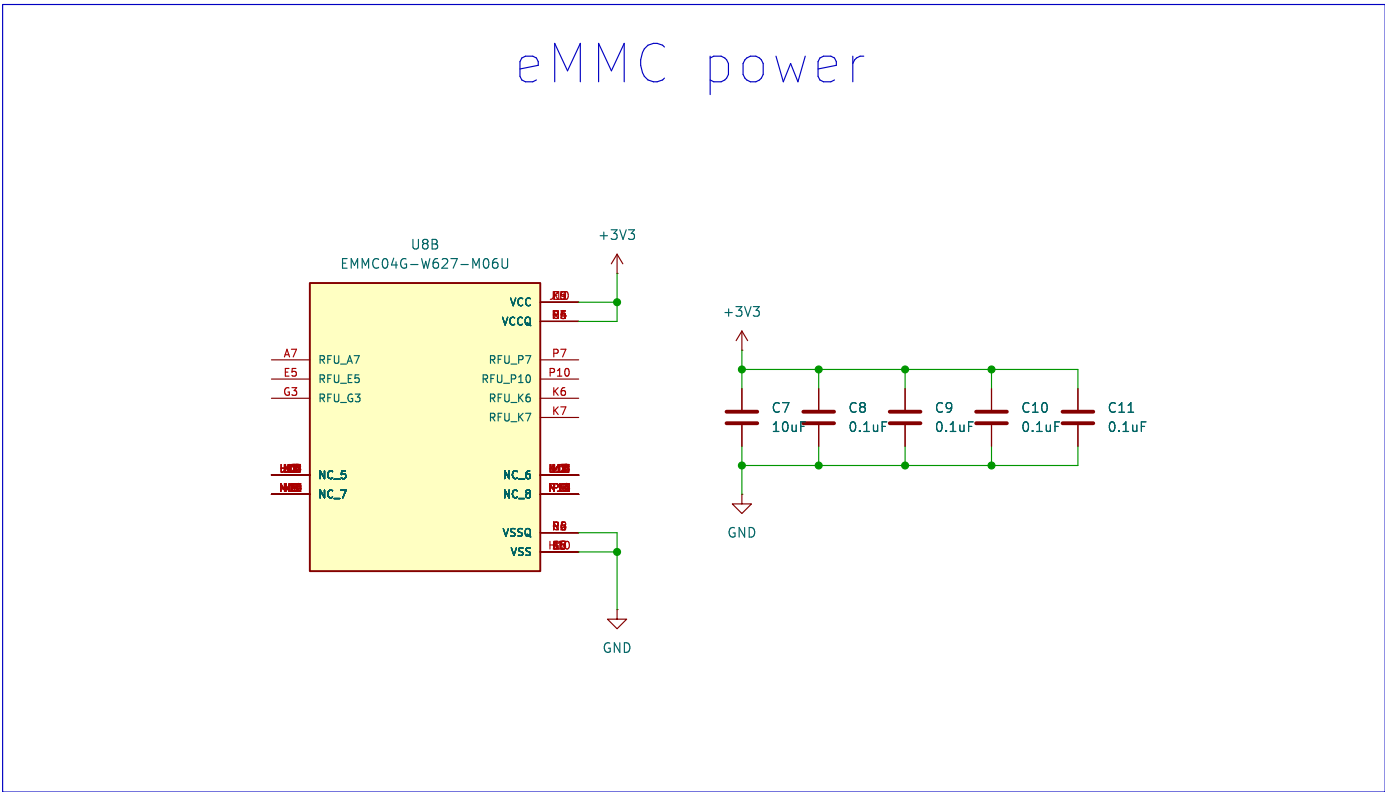 eMMC power
U8B
EMMC04G-W627-M06U
+3V3
VCC
VCCQ
A7 RFU_A7 RFU_P7 P7
E5 RFU_E5 RFU_P10 P10
G3 RFU_G3 RFU_K6 K6
RFU_K7 K7
NC_5 NC_6
NC_7 NC_8
VSSQ
VSS
GND
+3V3
C7 C8 C9 C10 C11
10uF 0.1uF 0.1uF 0.1uF 0.1uF
GND